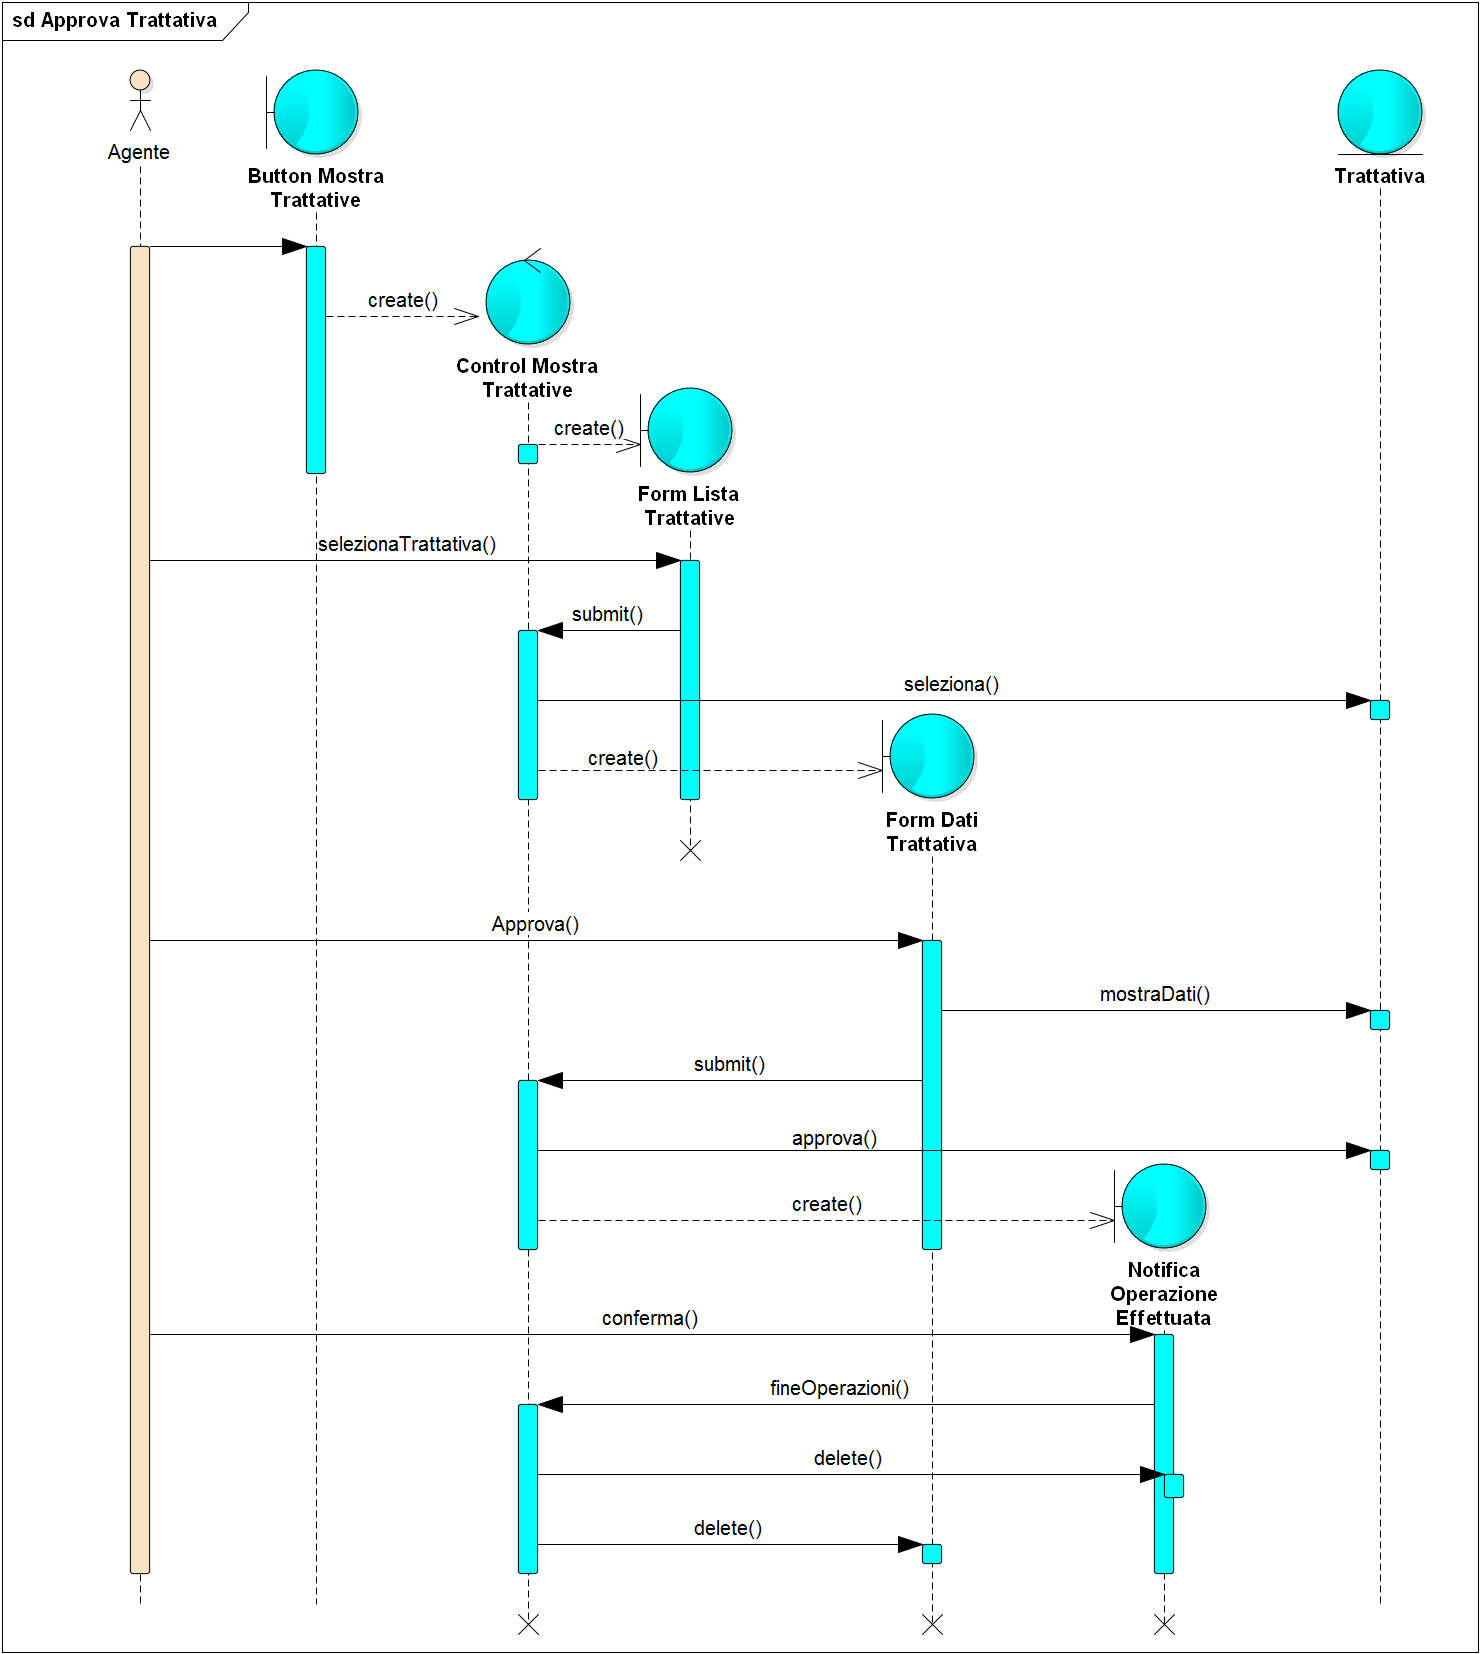 sd Approva Trattativa
Agente
Button Mostra
Trattative
Trattativa
create()
Control Mostra
Trattative
create()
Form Lista
Trattative
selezionaTrattativa()
submit()
seleziona()
create()
Form Dati
Trattativa
Approva()
mostraDati()
submit()
approva()
create()
Notifica
Operazione
Effettuata
conferma()
fineOperazioni()
delete()
delete()